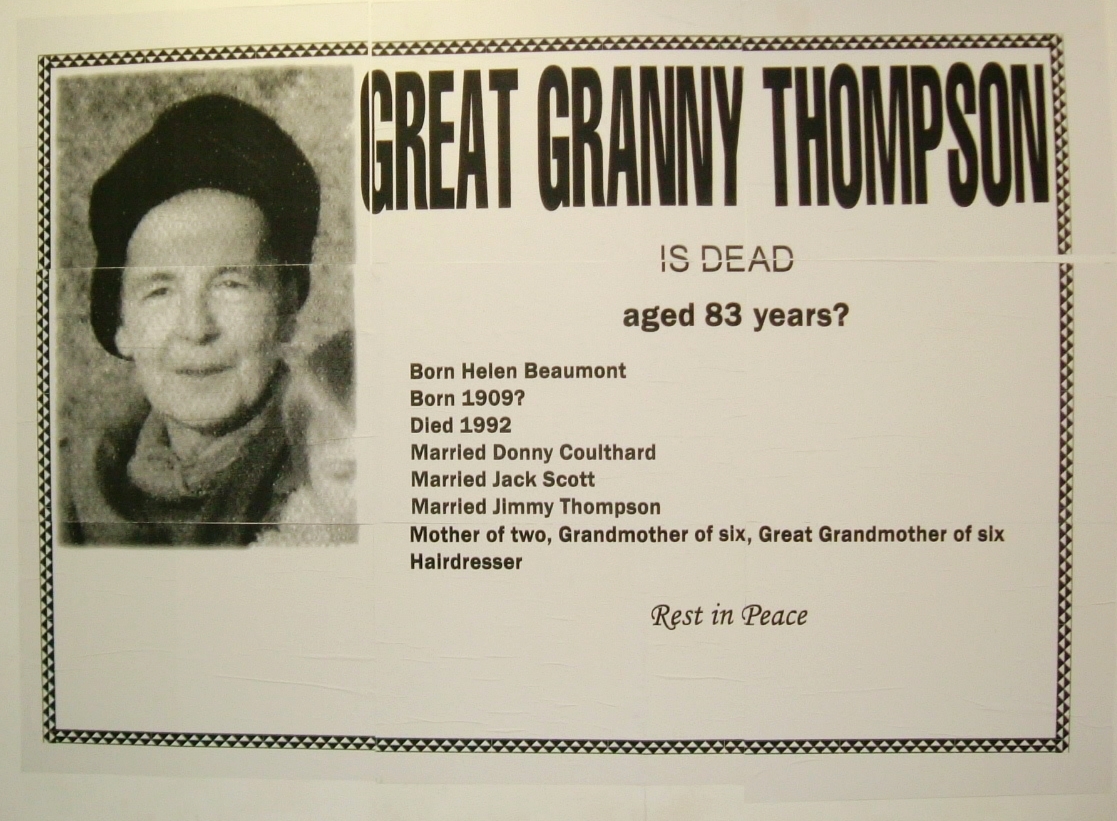 GREAT GRANNY THOMPSON
IS DEAD
aged 83 years?
Born Helen Beaumont
Born 1909?
Died 1992
Married Donny Coulthard
Married Jack Scott
Married Jimmy Thompson
Mother of two, Grandmother of six, Great Grandmother of six
Hairdresser
Rest in Peace